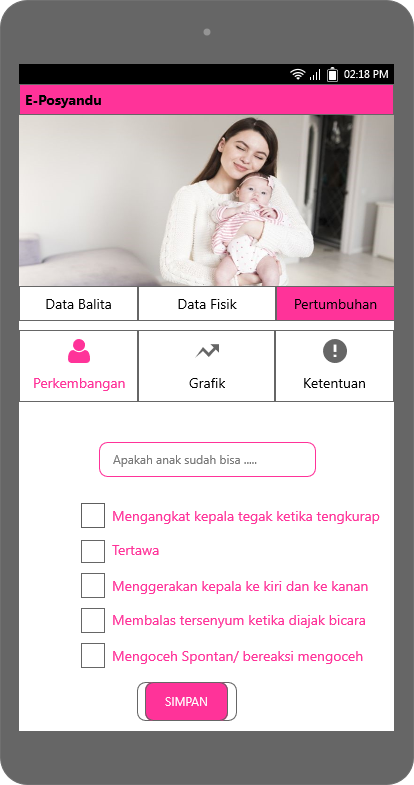 02:18 PM
E-Posyandu
Data Balita
Data Fisik
Pertumbuhan
Perkembangan
Grafik
Ketentuan
Apakah anak sudah bisa .....
Mengangkat kepala tegak ketika tengkurap
Tertawa
Menggerakan kepala ke kiri dan ke kanan
Membalas tersenyum ketika diajak bicara
Mengoceh Spontan/ bereaksi mengoceh
SIMPAN